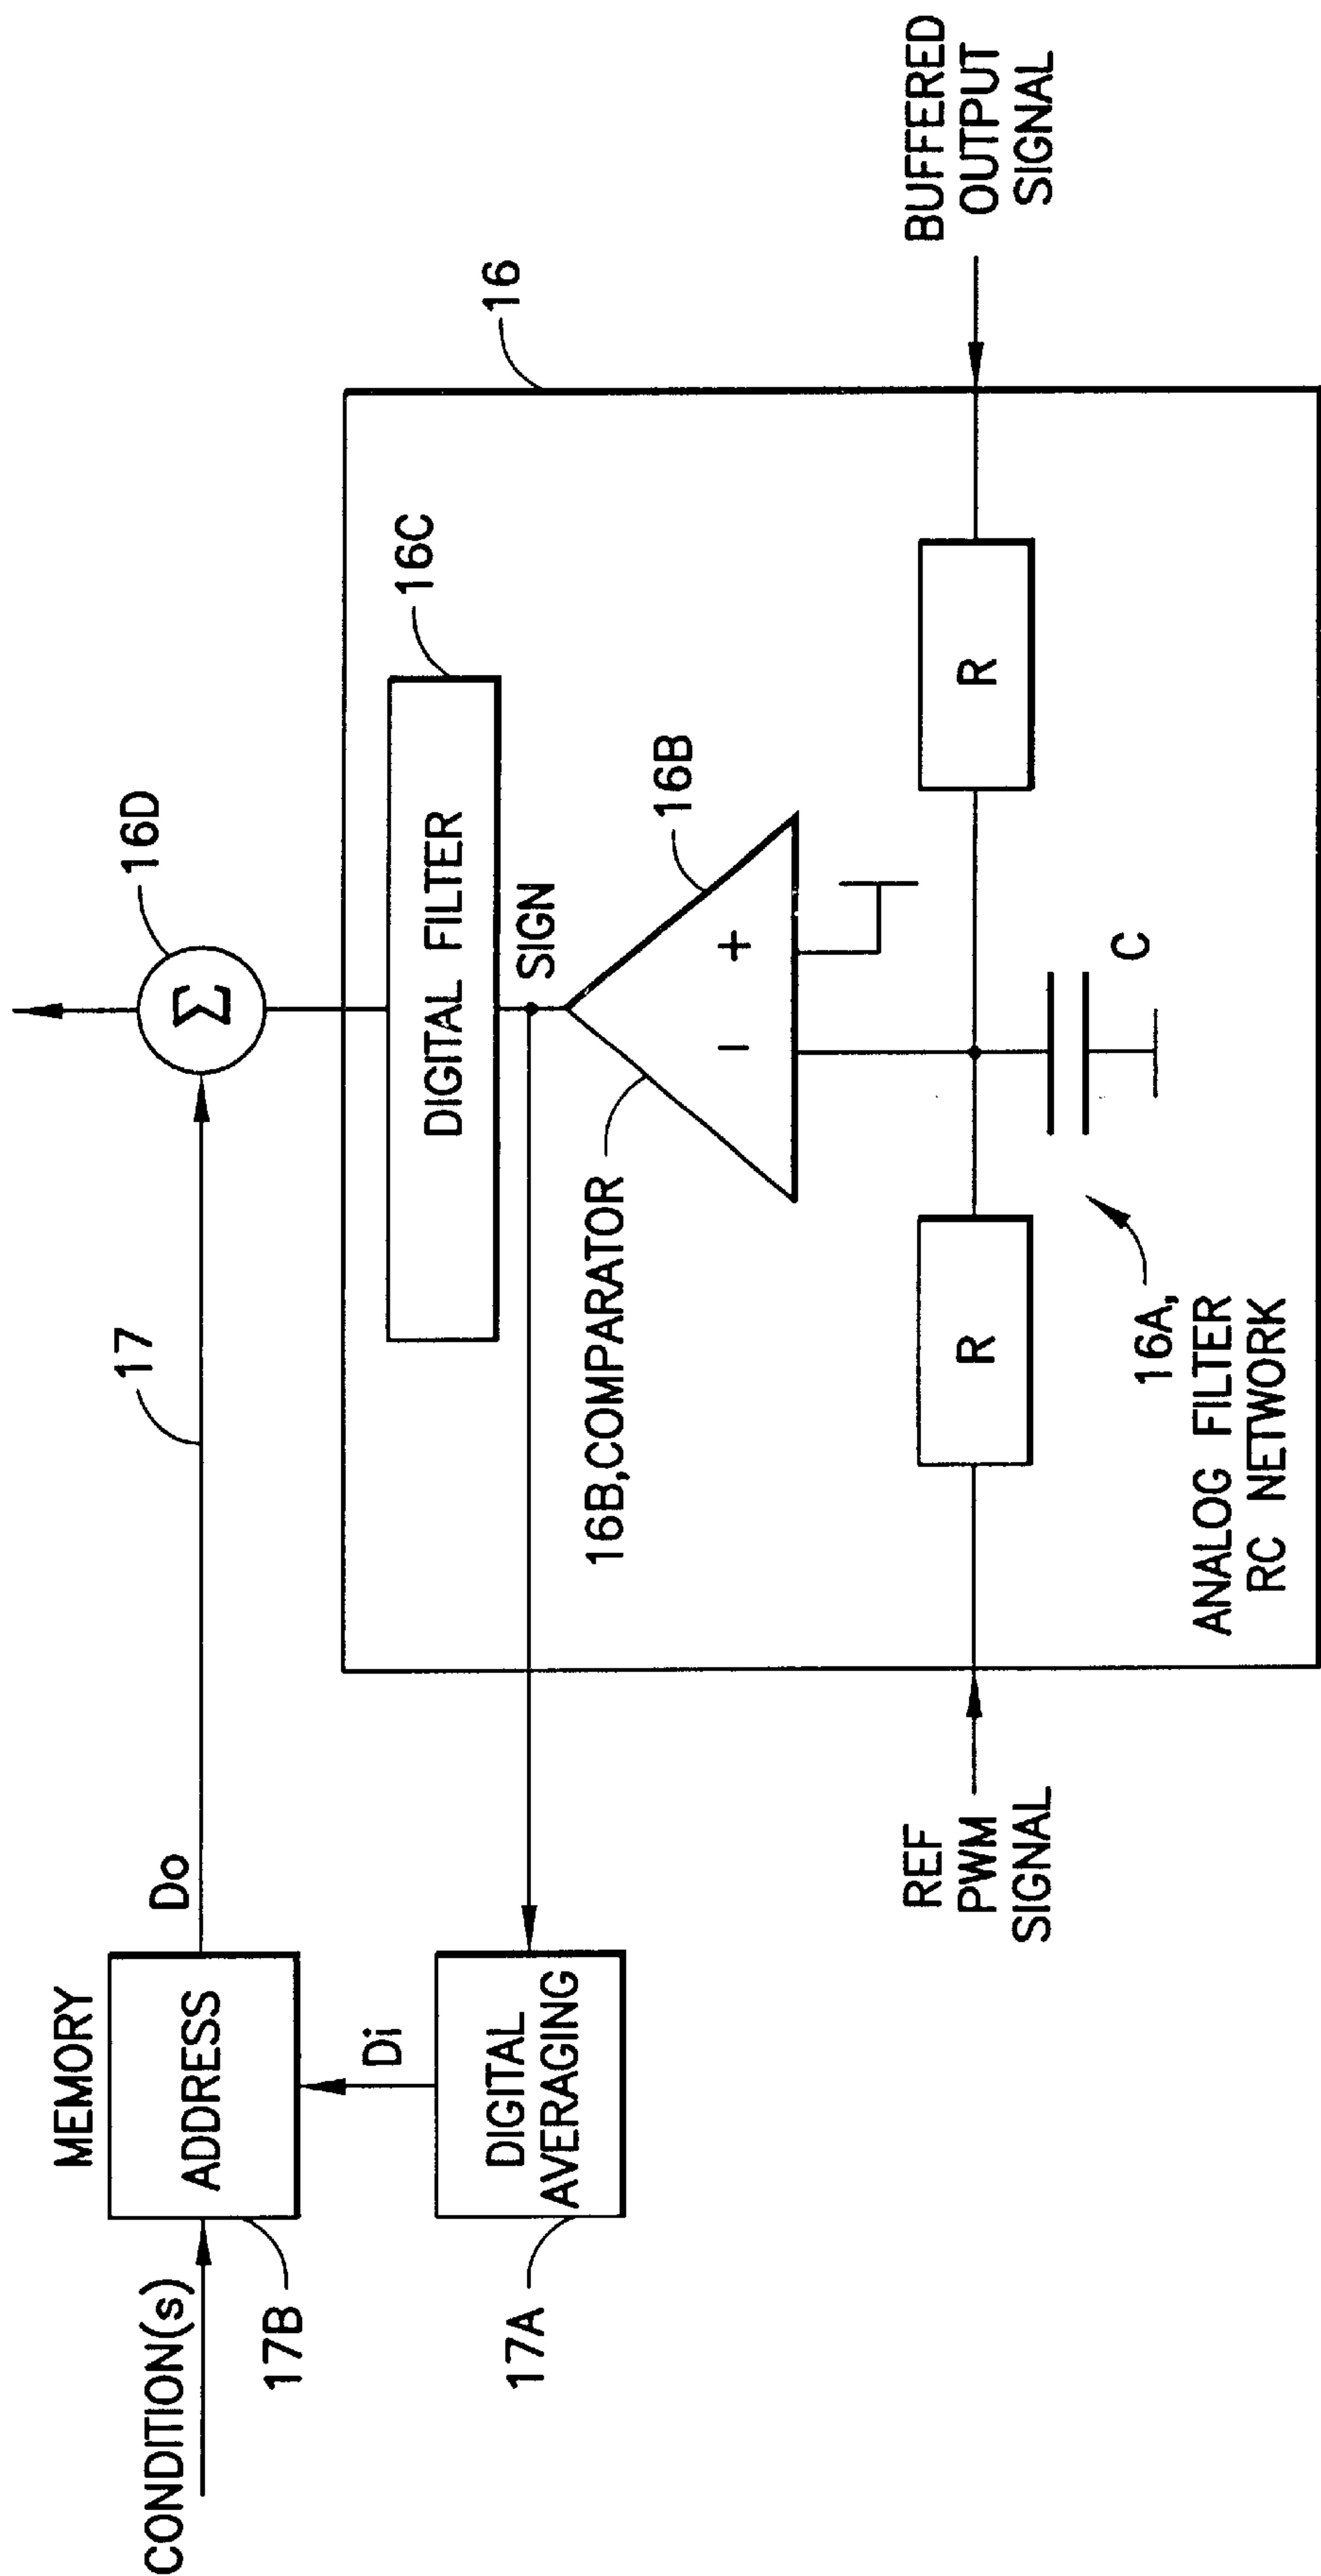 CONDITION(s)
MEMORY
ADDRESS
17B
Do
17
Σ
16D
Di
DIGITAL
AVERAGING
17A
16
DIGITAL FILTER
16C
SIGN
16B,COMPARATOR
16B
−
+
REF
PWM
SIGNAL
R
R
C
BUFFERED
OUTPUT
SIGNAL
16A,
ANALOG FILTER
RC NETWORK